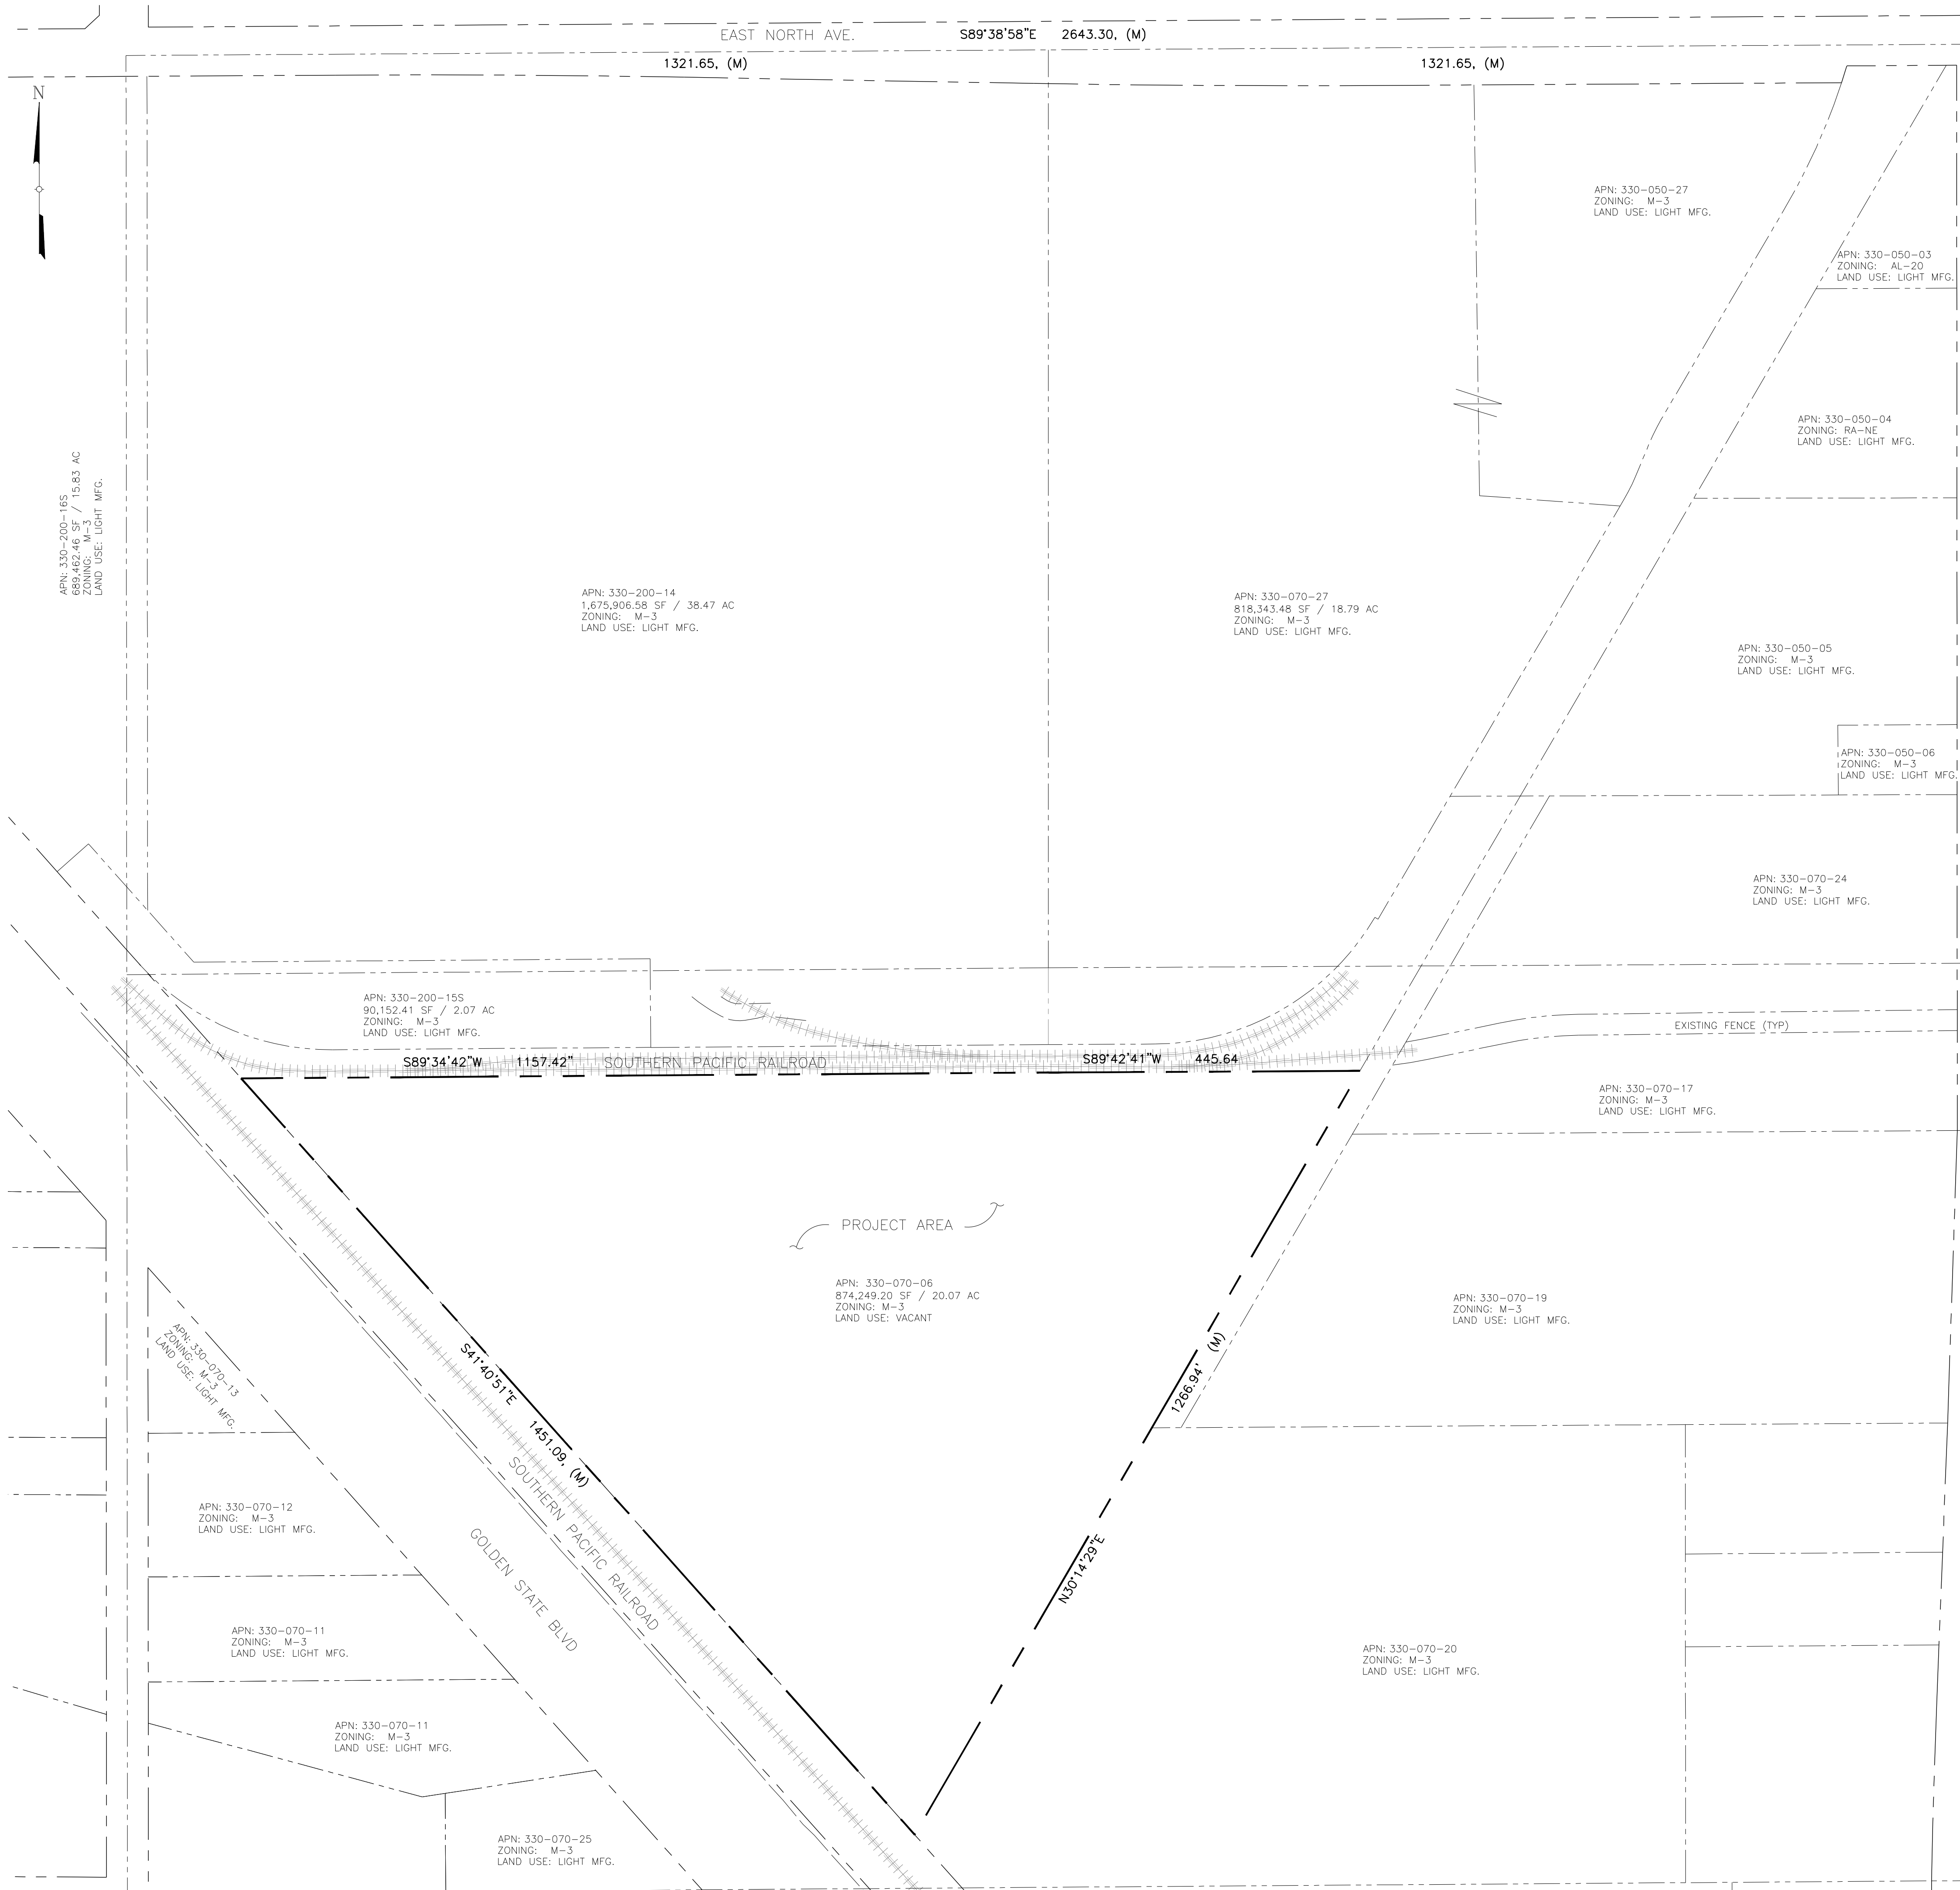 EAST NORTH AVE. S89°38'58"E 2643.30, (M)
1321.65, (M) 1321.65, (M)
N
APN: 330-050-27
ZONING: M-3
LAND USE: LIGHT MFG.
APN: 330-050-03
ZONING: AL-20
LAND USE: LIGHT MFG.
APN: 330-050-04
ZONING: RA-NE
LAND USE: LIGHT MFG.
APN: 330-200-16S
689,462.46 SF / 15.83 AC
ZONING: M-3
LAND USE: LIGHT MFG.
APN: 330-200-14
1,675,906.58 SF / 38.47 AC
ZONING: M-3
LAND USE: LIGHT MFG.
APN: 330-070-27
818,343.48 SF / 18.79 AC
ZONING: M-3
LAND USE: LIGHT MFG.
APN: 330-050-05
ZONING: M-3
LAND USE: LIGHT MFG.
APN: 330-050-06
ZONING: M-3
LAND USE: LIGHT MFG.
APN: 330-070-24
ZONING: M-3
LAND USE: LIGHT MFG.
APN: 330-200-15S
90,152.41 SF / 2.07 AC
ZONING: M-3
LAND USE: LIGHT MFG.
EXISTING FENCE (TYP)
S89°34'42"W 1157.42" SOUTHERN PACIFIC RAILROAD S89°42'41"W 445.64
APN: 330-070-17
ZONING: M-3
LAND USE: LIGHT MFG.
PROJECT AREA
APN: 330-070-06
874,249.20 SF / 20.07 AC
ZONING: M-3
LAND USE: VACANT
APN: 330-070-19
ZONING: M-3
LAND USE: LIGHT MFG.
APN: 330-070-13
ZONING: M-3
LAND USE: LIGHT MFG.
S41°40'51"E 1451.09, (M)
1266.94' (M)
N30°14'29"E
SOUTHERN PACIFIC RAILROAD
GOLDEN STATE BLVD
APN: 330-070-12
ZONING: M-3
LAND USE: LIGHT MFG.
APN: 330-070-11
ZONING: M-3
LAND USE: LIGHT MFG.
APN: 330-070-20
ZONING: M-3
LAND USE: LIGHT MFG.
APN: 330-070-11
ZONING: M-3
LAND USE: LIGHT MFG.
APN: 330-070-25
ZONING: M-3
LAND USE: LIGHT MFG.